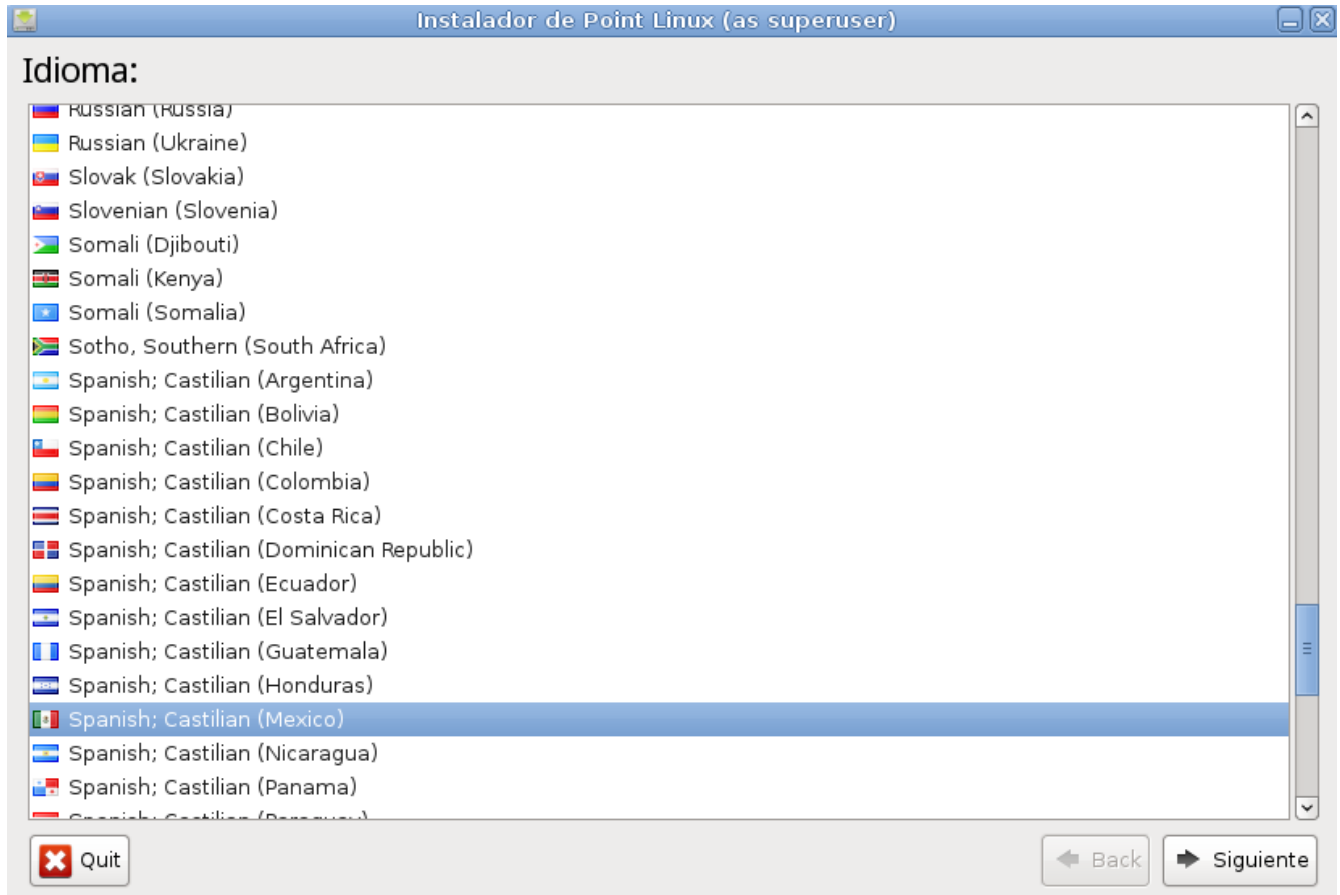 Instalador de Point Linux (as superuser)
Idioma:
Russian (Russia)
Russian (Ukraine)
Slovak (Slovakia)
Slovenian (Slovenia)
Somali (Djibouti)
Somali (Kenya)
Somali (Somalia)
Sotho, Southern (South Africa)
Spanish; Castilian (Argentina)
Spanish; Castilian (Bolivia)
Spanish; Castilian (Chile)
Spanish; Castilian (Colombia)
Spanish; Castilian (Costa Rica)
Spanish; Castilian (Dominican Republic)
Spanish; Castilian (Ecuador)
Spanish; Castilian (El Salvador)
Spanish; Castilian (Guatemala)
Spanish; Castilian (Honduras)
Spanish; Castilian (Mexico)
Spanish; Castilian (Nicaragua)
Spanish; Castilian (Panama)
Spanish; Castilian (Paraguay)
Quit
Back
Siguiente